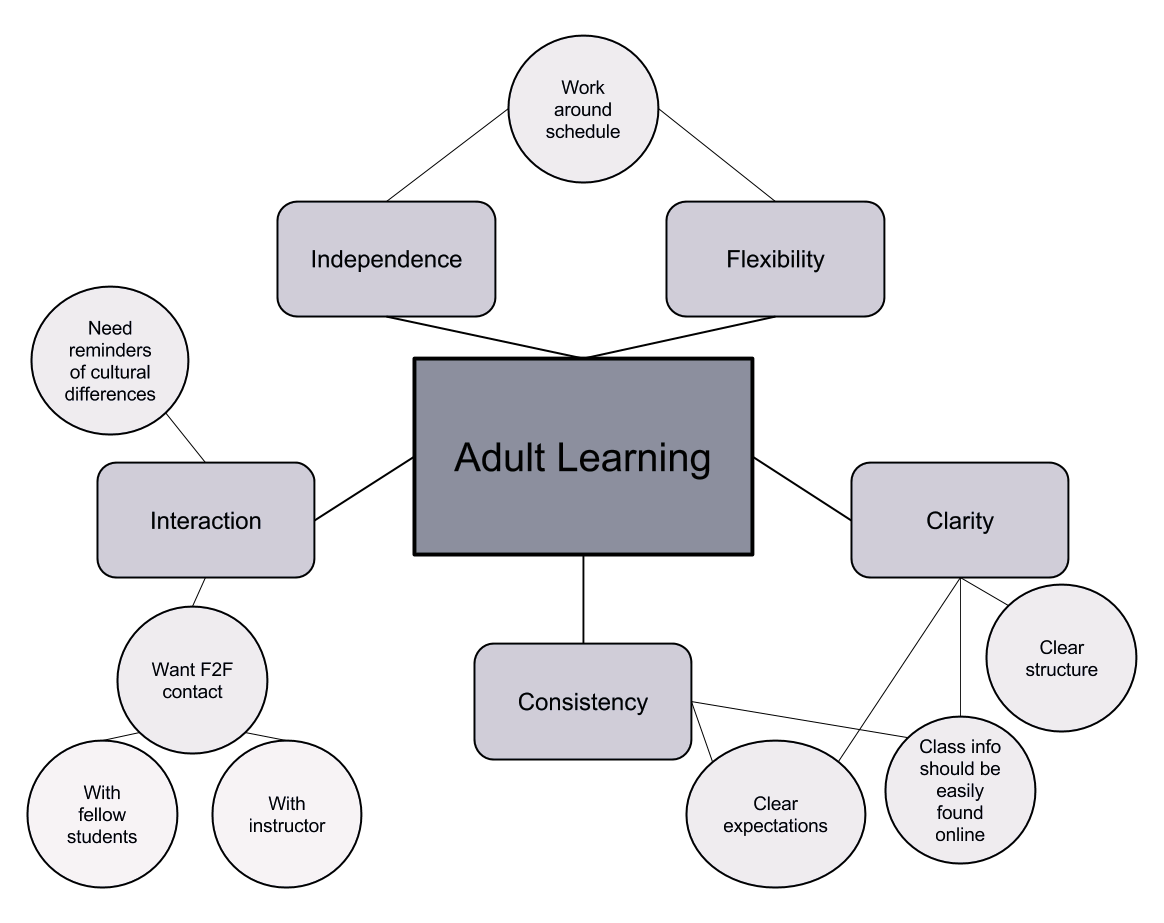 Work
around
schedule
Independence
Flexibility
Need
reminders
of cultural
differences
Adult Learning
Interaction
Clarity
Want F2F
contact
Clear
structure
Consistency
With
fellow
students
With
instructor
Clear
expectations
Class info
should be
easily
found
online